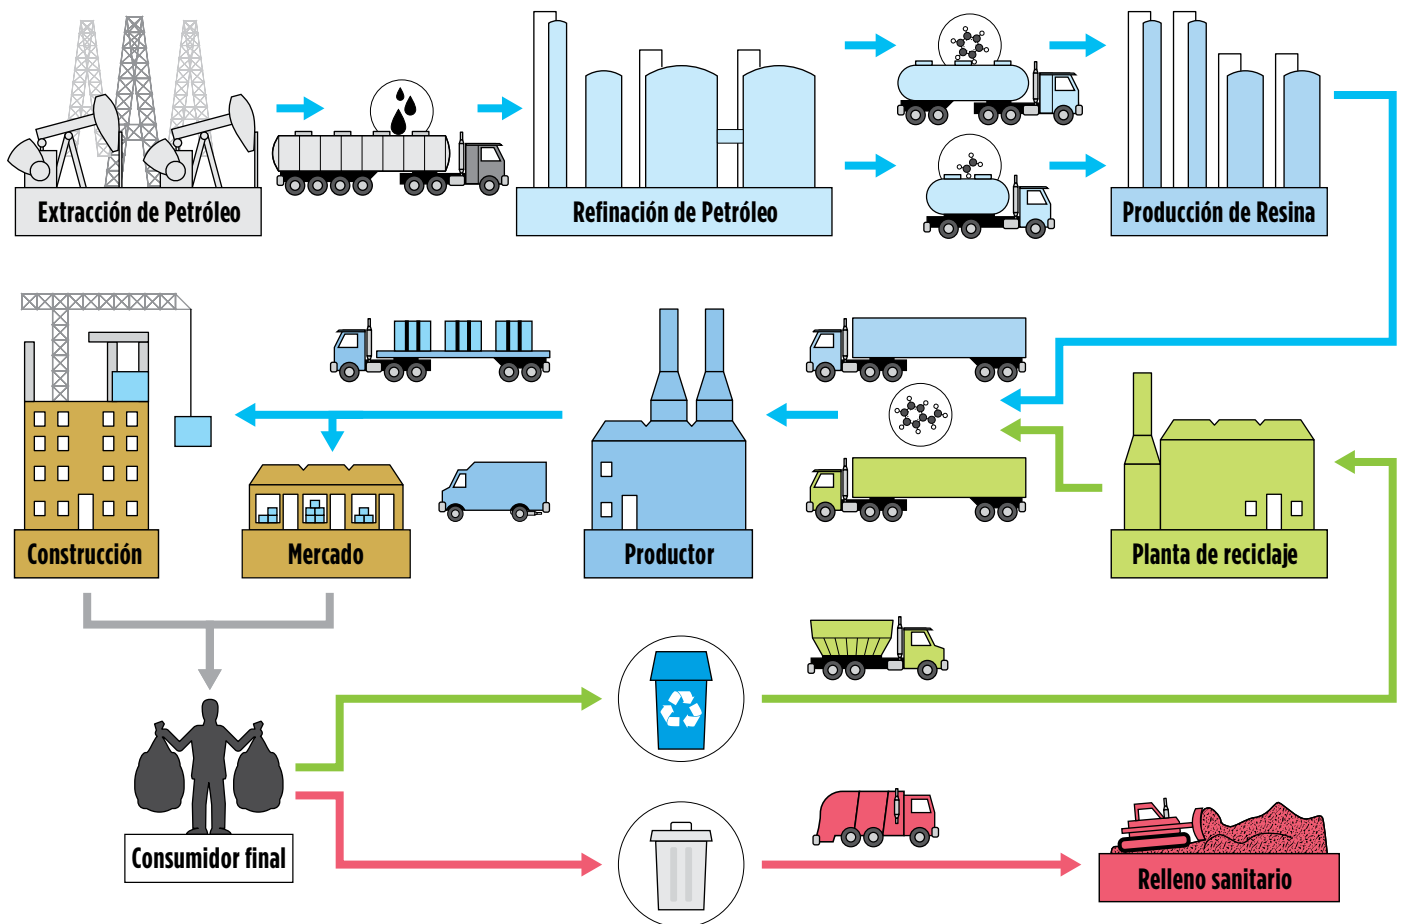 Extracción de Petróleo
Refinación de Petróleo
Producción de Resina
Construcción
Mercado
Productor
Planta de reciclaje
Consumidor final
Relleno sanitario